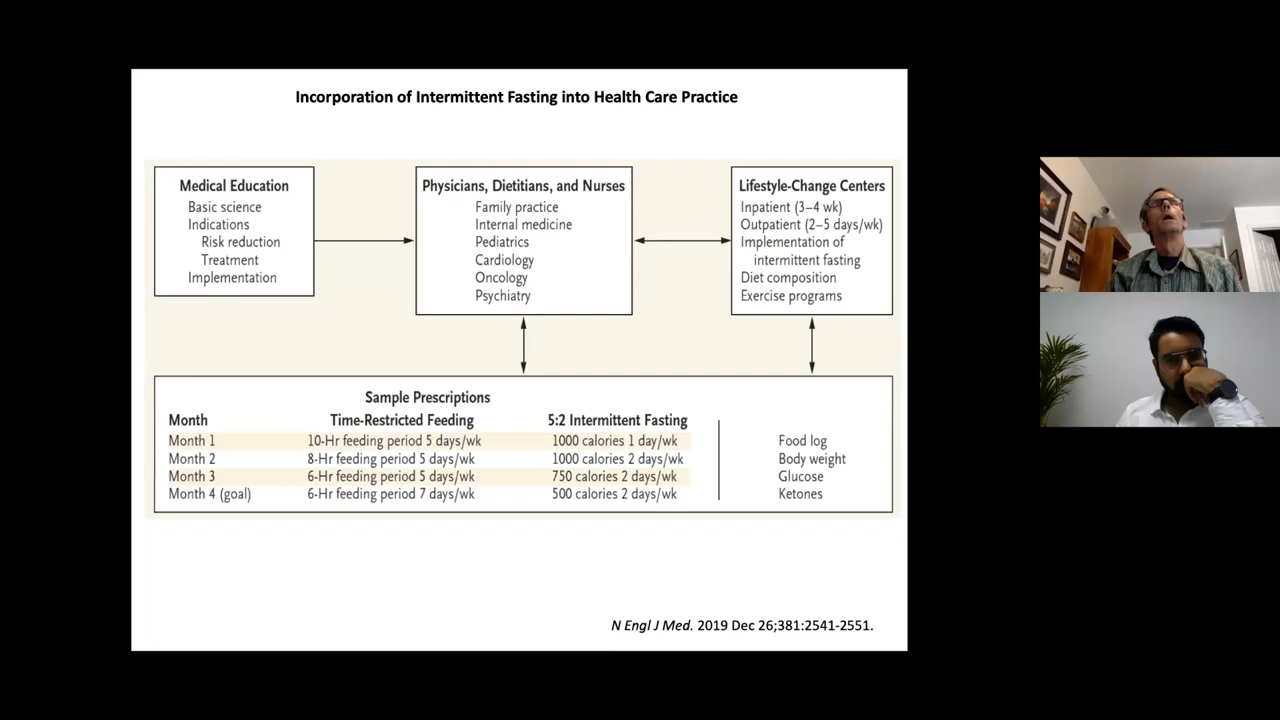 Incorporation of Intermittent Fasting into Health Care Practice
Medical Education
Basic science
Indications
Risk reduction
Treatment
Implementation
Physicians, Dietitians, and Nurses
Family practice
Internal medicine
Pediatrics
Cardiology
Oncology
Psychiatry
Lifestyle-Change Centers
Inpatient (3–4 wk)
Outpatient (2–5 days/wk)
Implementation of
intermittent fasting
Diet composition
Exercise programs
Sample Prescriptions
Month Time-Restricted Feeding 5:2 Intermittent Fasting
Month 1 10-Hr feeding period 5 days/wk 1000 calories 1 day/wk Food log
Month 2 8-Hr feeding period 5 days/wk 1000 calories 2 days/wk Body weight
Month 3 6-Hr feeding period 5 days/wk 750 calories 2 days/wk Glucose
Month 4 (goal) 6-Hr feeding period 7 days/wk 500 calories 2 days/wk Ketones
N Engl J Med. 2019 Dec 26;381:2541-2551.